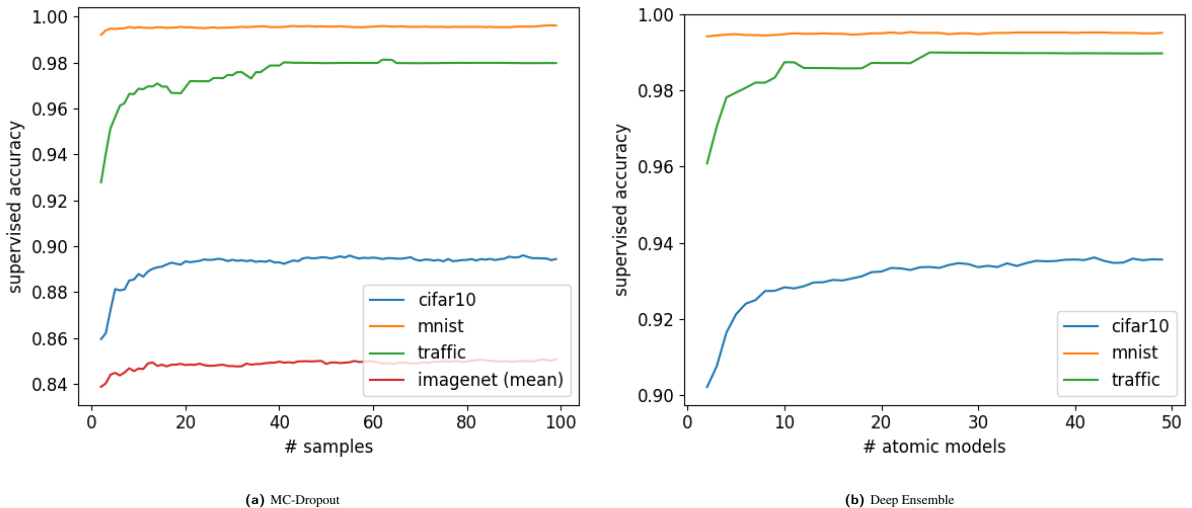 1.00
0.98
0.96
0.94
0.92
0.90
0.88
0.86
0.84
supervised accuracy
0
20
40
60
80
100
# samples
cifar10
mnist
traffic
imagenet (mean)
(a) MC-Dropout
1.00
0.98
0.96
0.94
0.92
0.90
supervised accuracy
0
10
20
30
40
50
# atomic models
cifar10
mnist
traffic
(b) Deep Ensemble